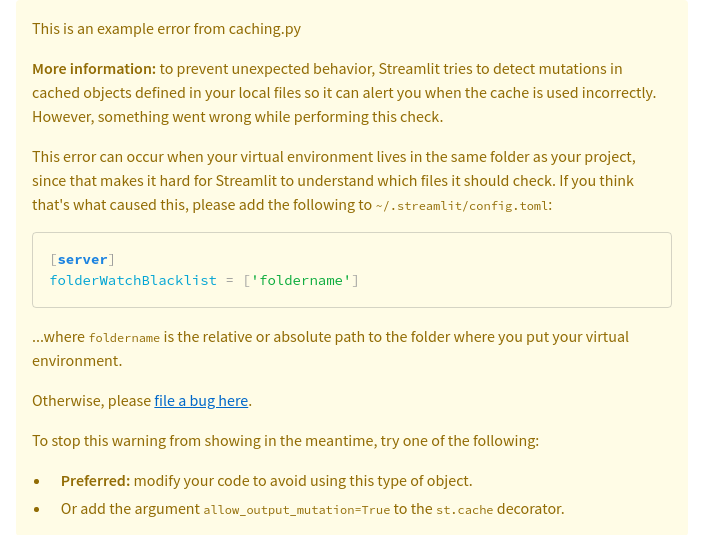 This is an example error from caching.py
More information: to prevent unexpected behavior, Streamlit tries to detect mutations in
cached objects defined in your local files so it can alert you when the cache is used incorrectly.
However, something went wrong while performing this check.
This error can occur when your virtual environment lives in the same folder as your project,
since that makes it hard for Streamlit to understand which files it should check. If you think
that's what caused this, please add the following to ~/.streamlit/config.toml:
[server]
folderWatchBlacklist = ['foldername']
...where foldername is the relative or absolute path to the folder where you put your virtual
environment.
Otherwise, please file a bug here.
To stop this warning from showing in the meantime, try one of the following:
• Preferred: modify your code to avoid using this type of object.
• Or add the argument allow_output_mutation=True to the st.cache decorator.